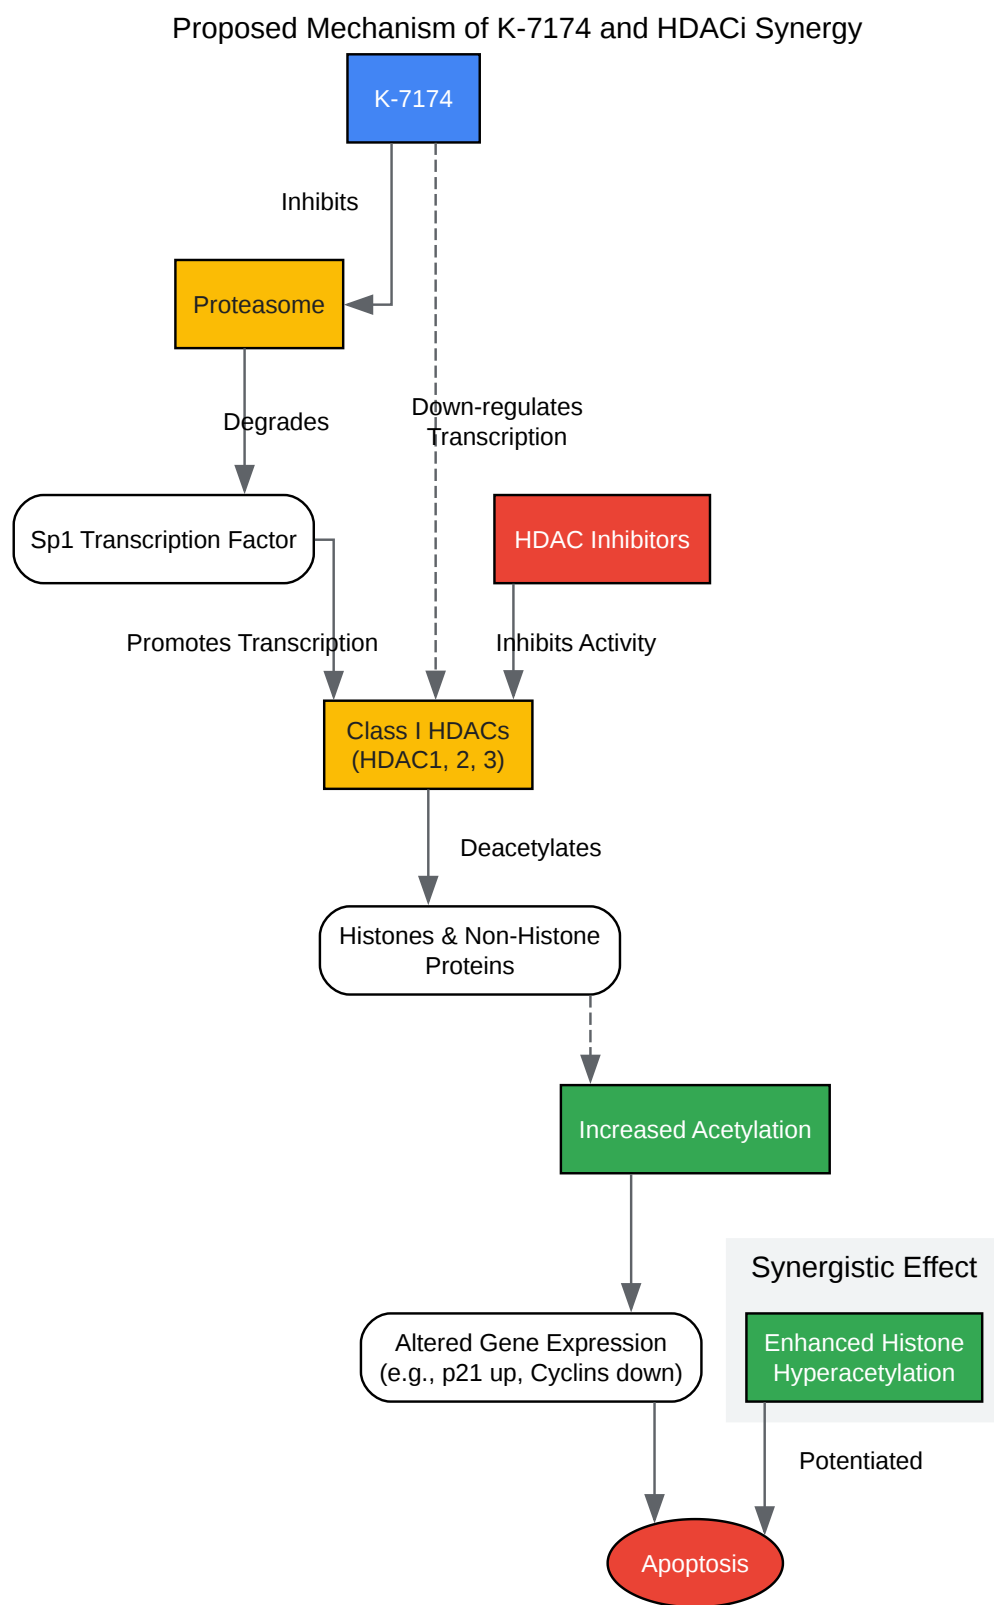 Proposed Mechanism of K-7174 and HDACi Synergy
K-7174
Inhibits
Proteasome
Degrades
Down-regulates
Transcription
Sp1 Transcription Factor
HDAC Inhibitors
Promotes Transcription
Inhibits Activity
Class I HDACs
(HDAC1, 2, 3)
Deacetylates
Histones & Non-Histone
Proteins
Increased Acetylation
Synergistic Effect
Altered Gene Expression
(e.g., p21 up, Cyclins down)
Enhanced Histone
Hyperacetylation
Potentiated
Apoptosis